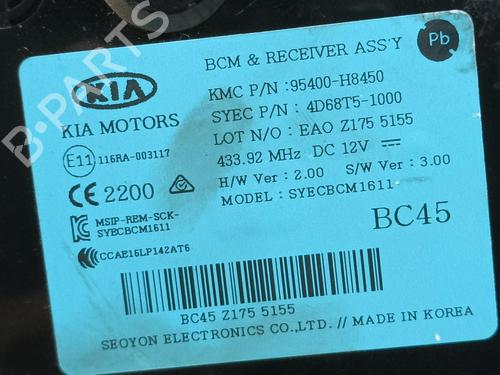 BCM & RECEIVER ASS'Y
Pb
KIA
KIA MOTORS
KMC P/N: 95400-H8450
SYEC P/N: 4D68T5-1000
LOT N/O: EAO Z175 5155
433.92 MHz DC 12V
H/W Ver : 2.00 S/W Ver : 3.00
MODEL : SYECBCM1611
E11 116RA-003117
CE 2200
MSIP-REM-SCK-
SYECBCM1611
CCAE16LP142AT6
BC45
BC45 Z175 5155
SEOYON ELECTRONICS CO.,LTD. // MADE IN KOREA
B-PARTS